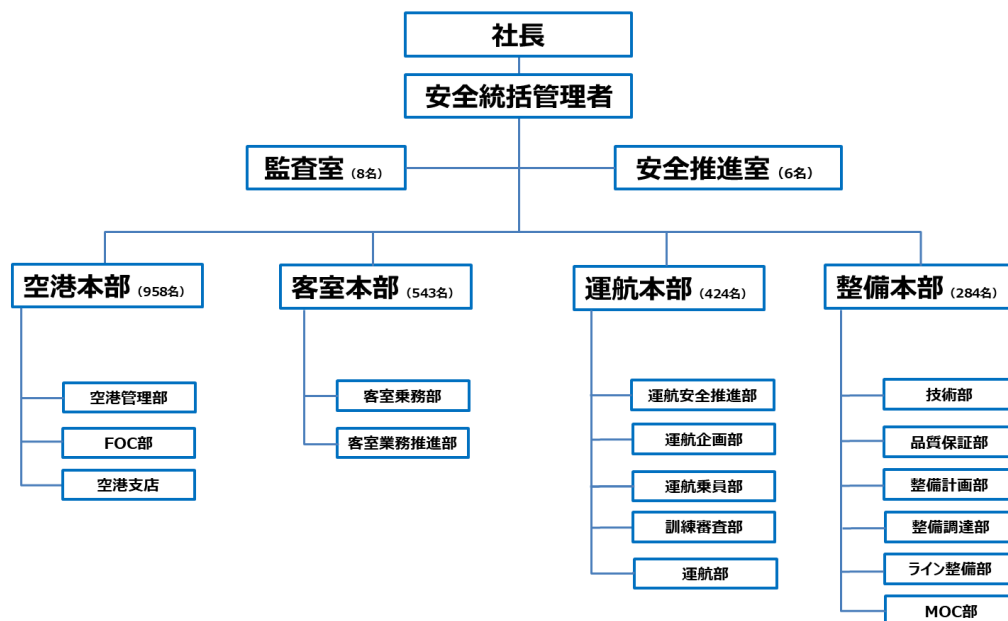 社長
安全統括管理者
監査室 (8名)
安全推進室 (6名)
空港本部 (958名)
客室本部 (543名)
運航本部 (424名)
整備本部 (284名)
空港管理部
FOC部
空港支店
客室乗務部
客室業務推進部
運航安全推進部
運航企画部
運航乗員部
訓練審査部
運航部
技術部
品質保証部
整備計画部
整備調達部
ライン整備部
MOC部